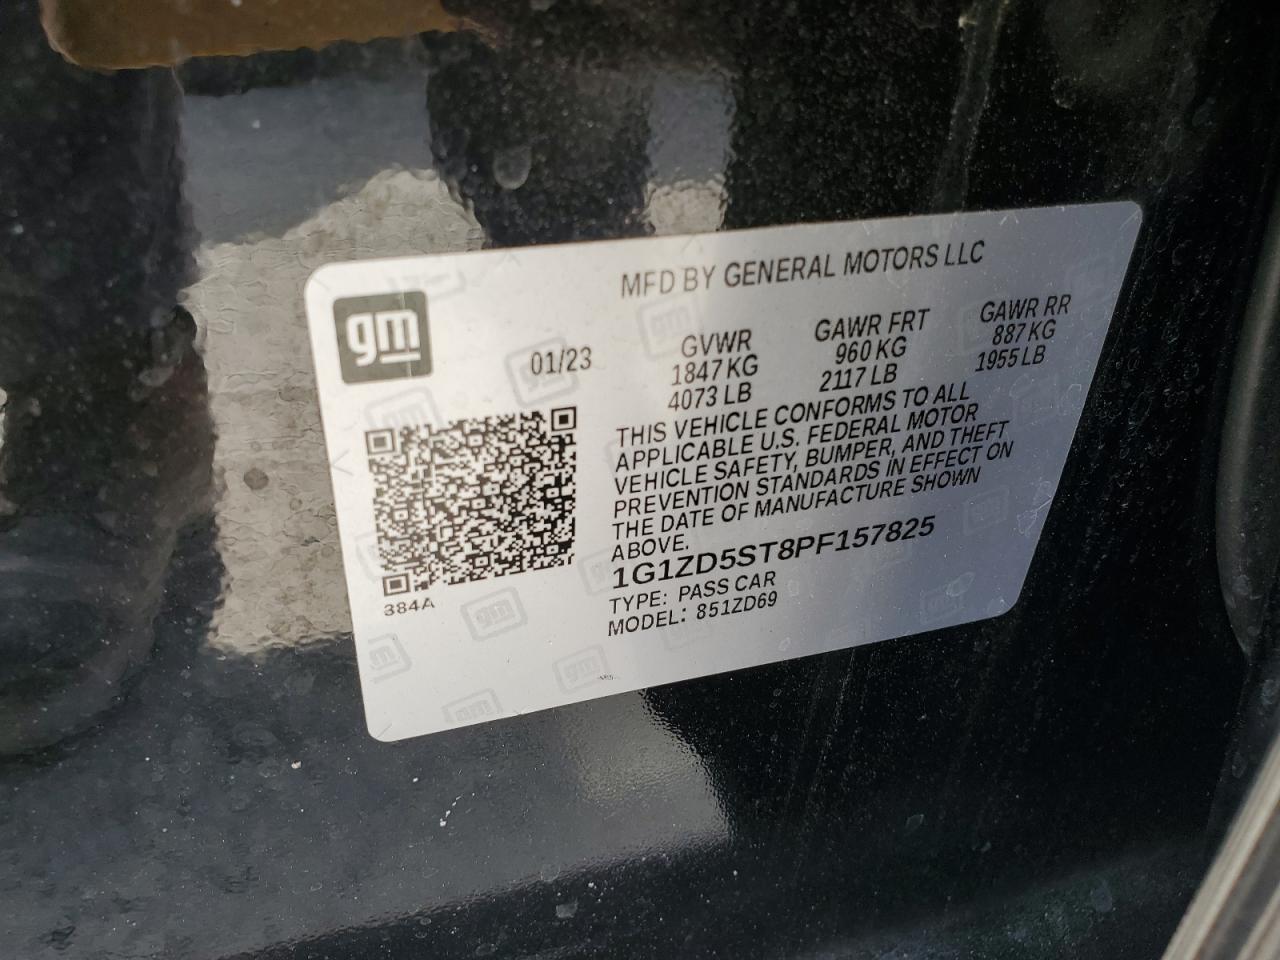 gm
MFD BY GENERAL MOTORS LLC
01/23
GVWR GAWR FRT GAWR RR
1847 KG 960 KG 887 KG
4073 LB 2117 LB 1955 LB
THIS VEHICLE CONFORMS TO ALL
APPLICABLE U.S. FEDERAL MOTOR
VEHICLE SAFETY, BUMPER, AND THEFT
PREVENTION STANDARDS IN EFFECT ON
THE DATE OF MANUFACTURE SHOWN
ABOVE.
1G1ZD5ST8PF157825
TYPE: PASS CAR
MODEL: 851ZD69
384A